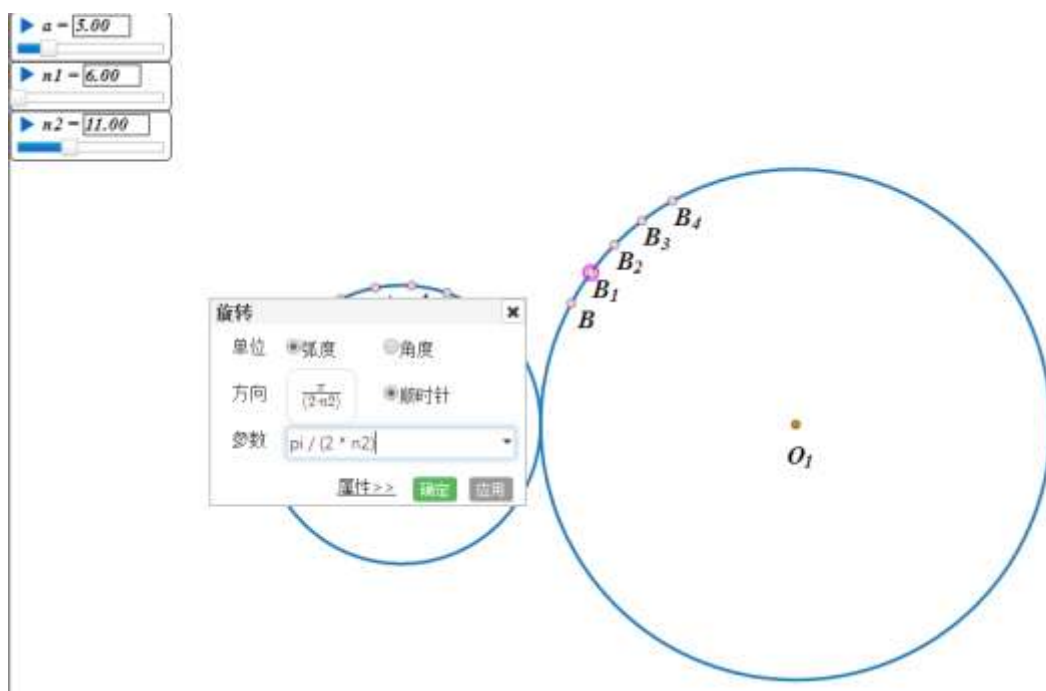 a = 5.00
n1 = 6.00
n2 = 11.00
B₄
B₃
B₂
B₁
B
旋转
单位 弧度 角度
方向 π/(2·n2) 顺时针
参数 pi / (2 * n2)
属性>> 确定 应用
O₁